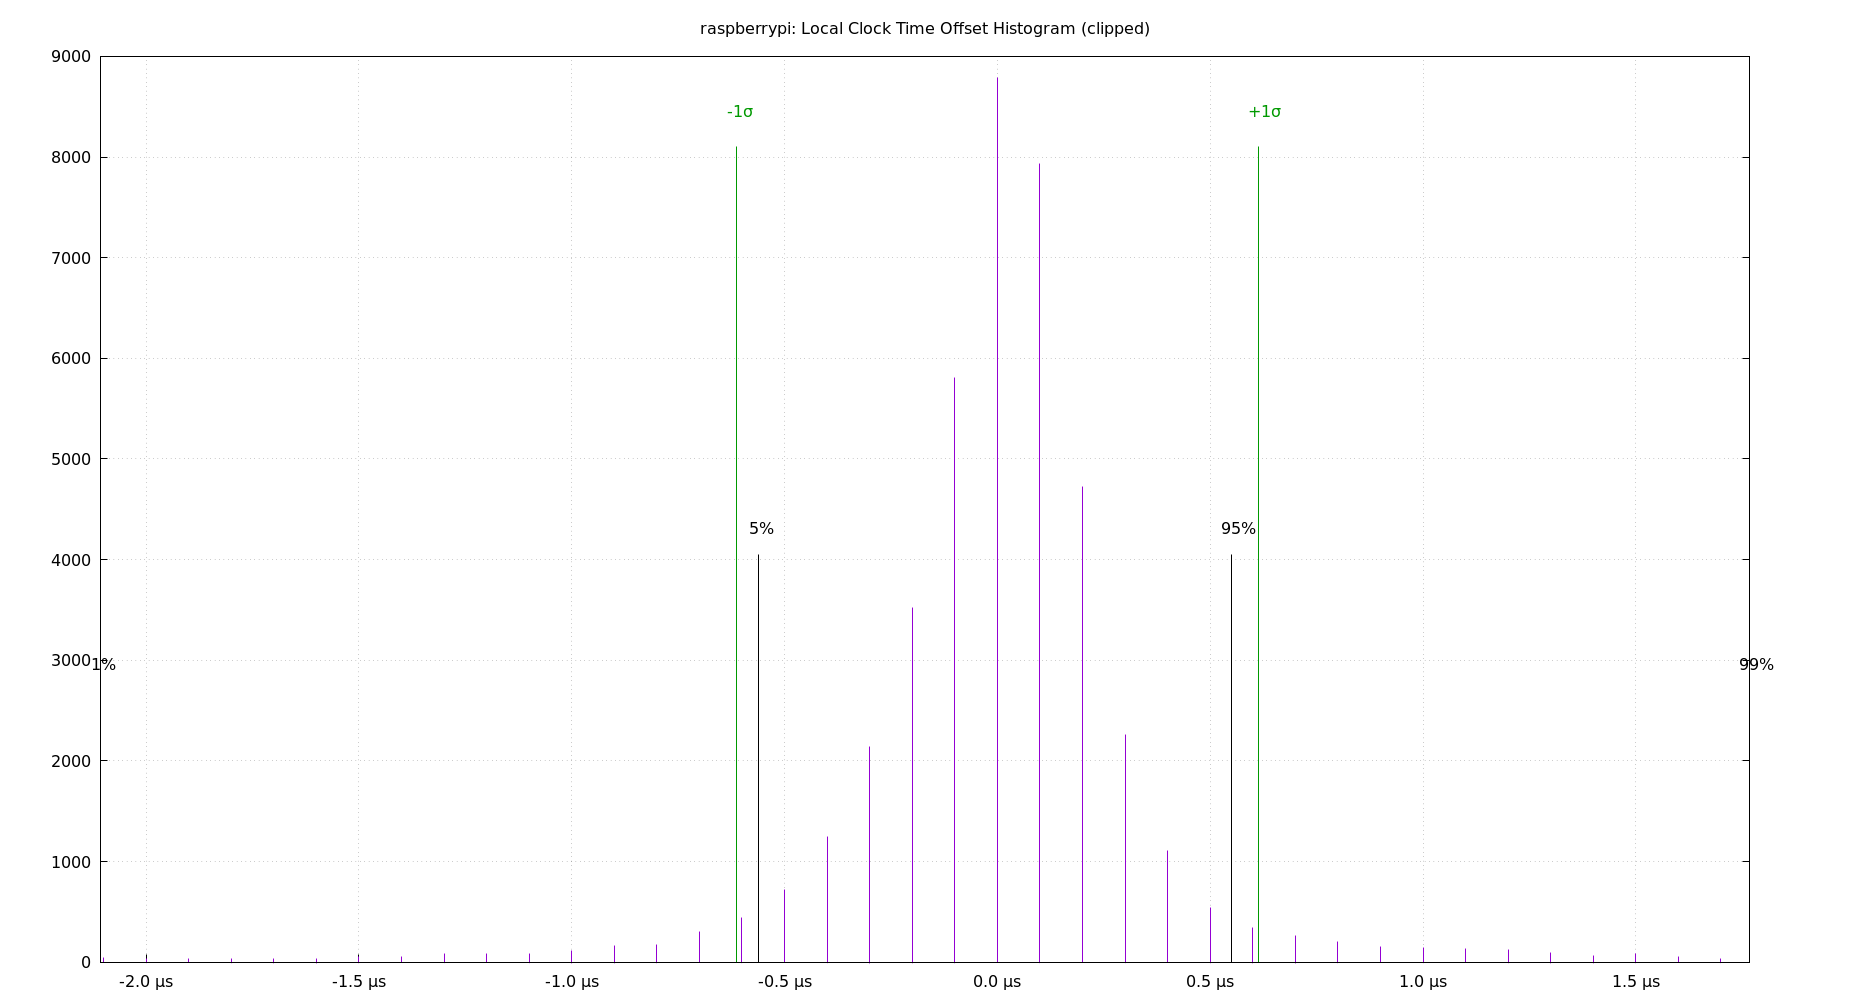 raspberrypi: Local Clock Time Offset Histogram (clipped)
9000
-1σ
+1σ
8000
7000
6000
5000
5%
95%
4000
3000
1%
99%
2000
1000
0
-2.0 µs
-1.5 µs
-1.0 µs
-0.5 µs
0.0 µs
0.5 µs
1.0 µs
1.5 µs